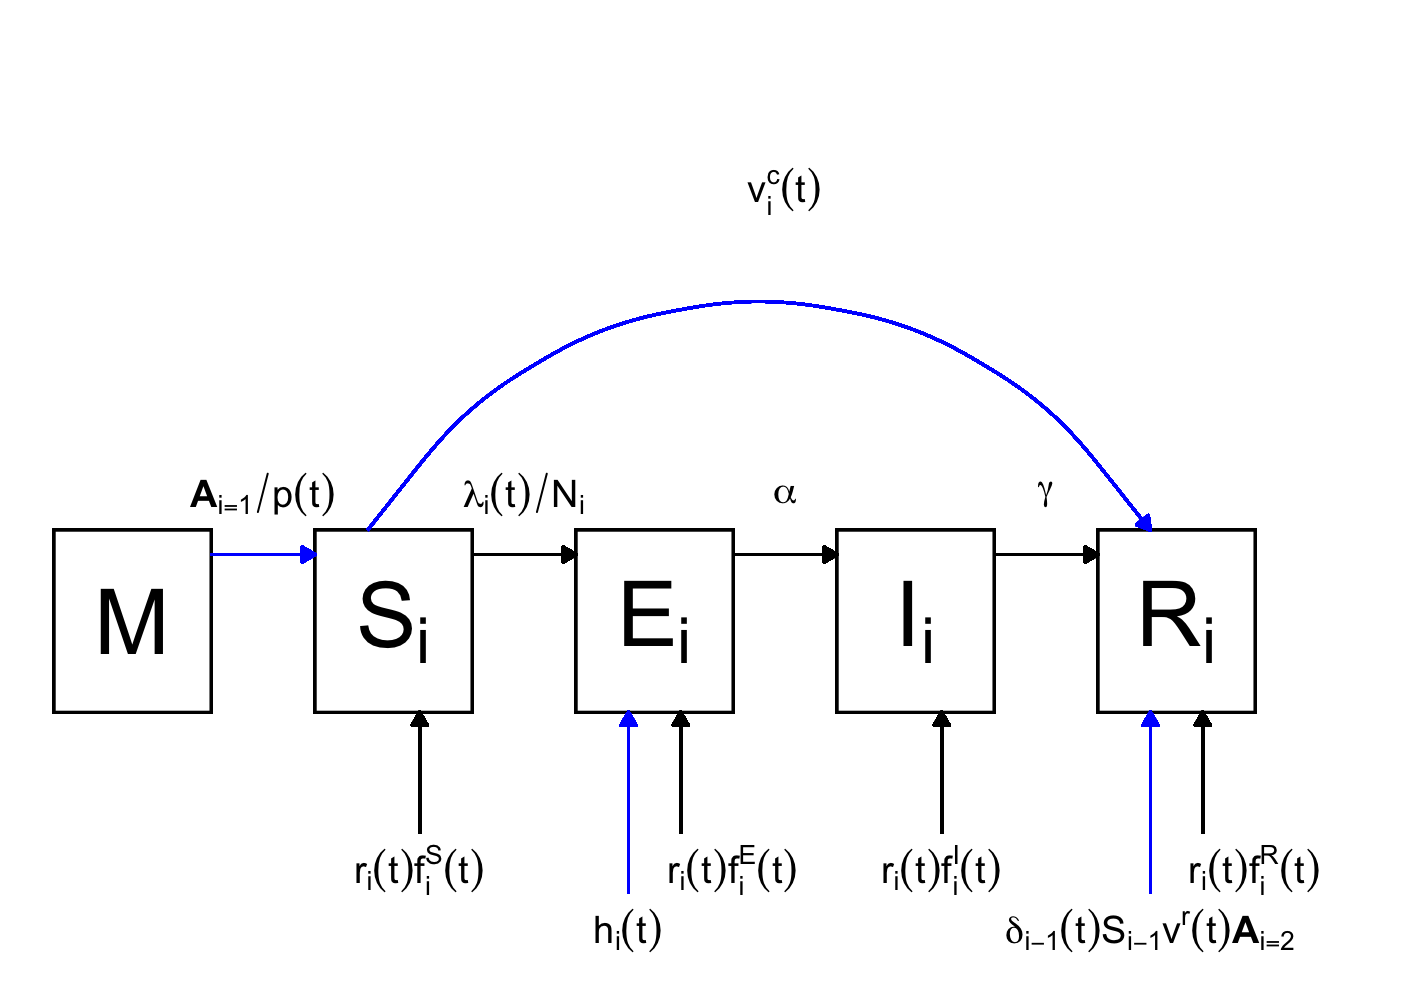 v_i^c(t)
A_{i=1}/p(t) λ_i(t)/N_i α γ
M S_i E_i I_i R_i
r_i(t)f_i^S(t) r_i(t)f_i^E(t) r_i(t)f_i^I(t) r_i(t)f_i^R(t)
h_i(t) δ_{i−1}(t)S_{i−1}v^r(t)A_{i=2}